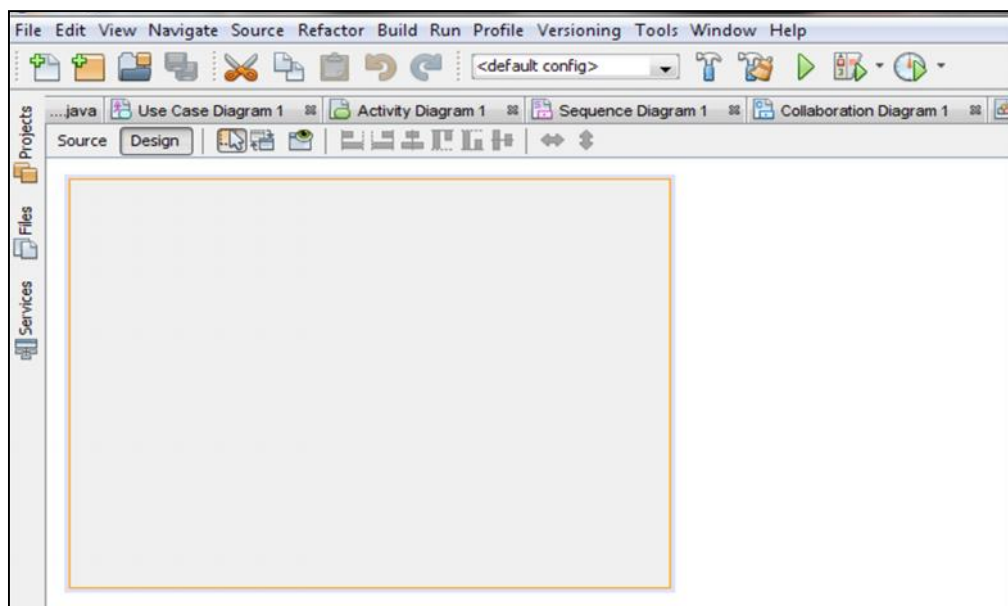 File Edit View Navigate Source Refactor Build Run Profile Versioning Tools Window Help
<default config>
....java Use Case Diagram 1 Activity Diagram 1 Sequence Diagram 1 Collaboration Diagram 1
Source Design
Projects
Files
Services